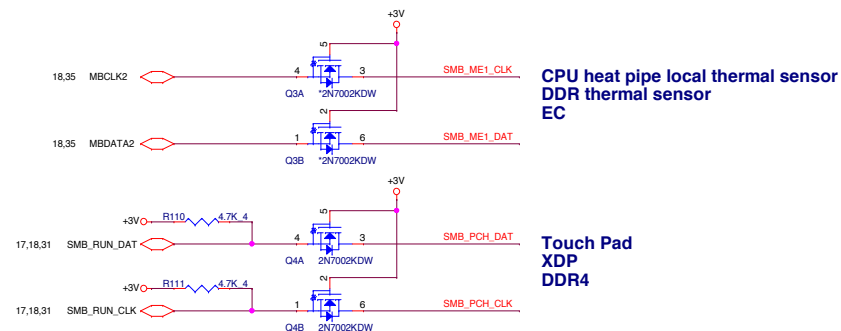 +3V
5
18,35 MBCLK2 4 3 SMB_ME1_CLK
Q3A *2N7002KDW
CPU heat pipe local thermal sensor
DDR thermal sensor
EC
2
18,35 MBDATA2 1 6 SMB_ME1_DAT
Q3B *2N7002KDW
+3V
+3V R110 4.7K_4
5
17,18,31 SMB_RUN_DAT 4 3 SMB_PCH_DAT
Q4A 2N7002KDW
Touch Pad
XDP
DDR4
+3V R111 4.7K_4
2
17,18,31 SMB_RUN_CLK 1 6 SMB_PCH_CLK
Q4B 2N7002KDW